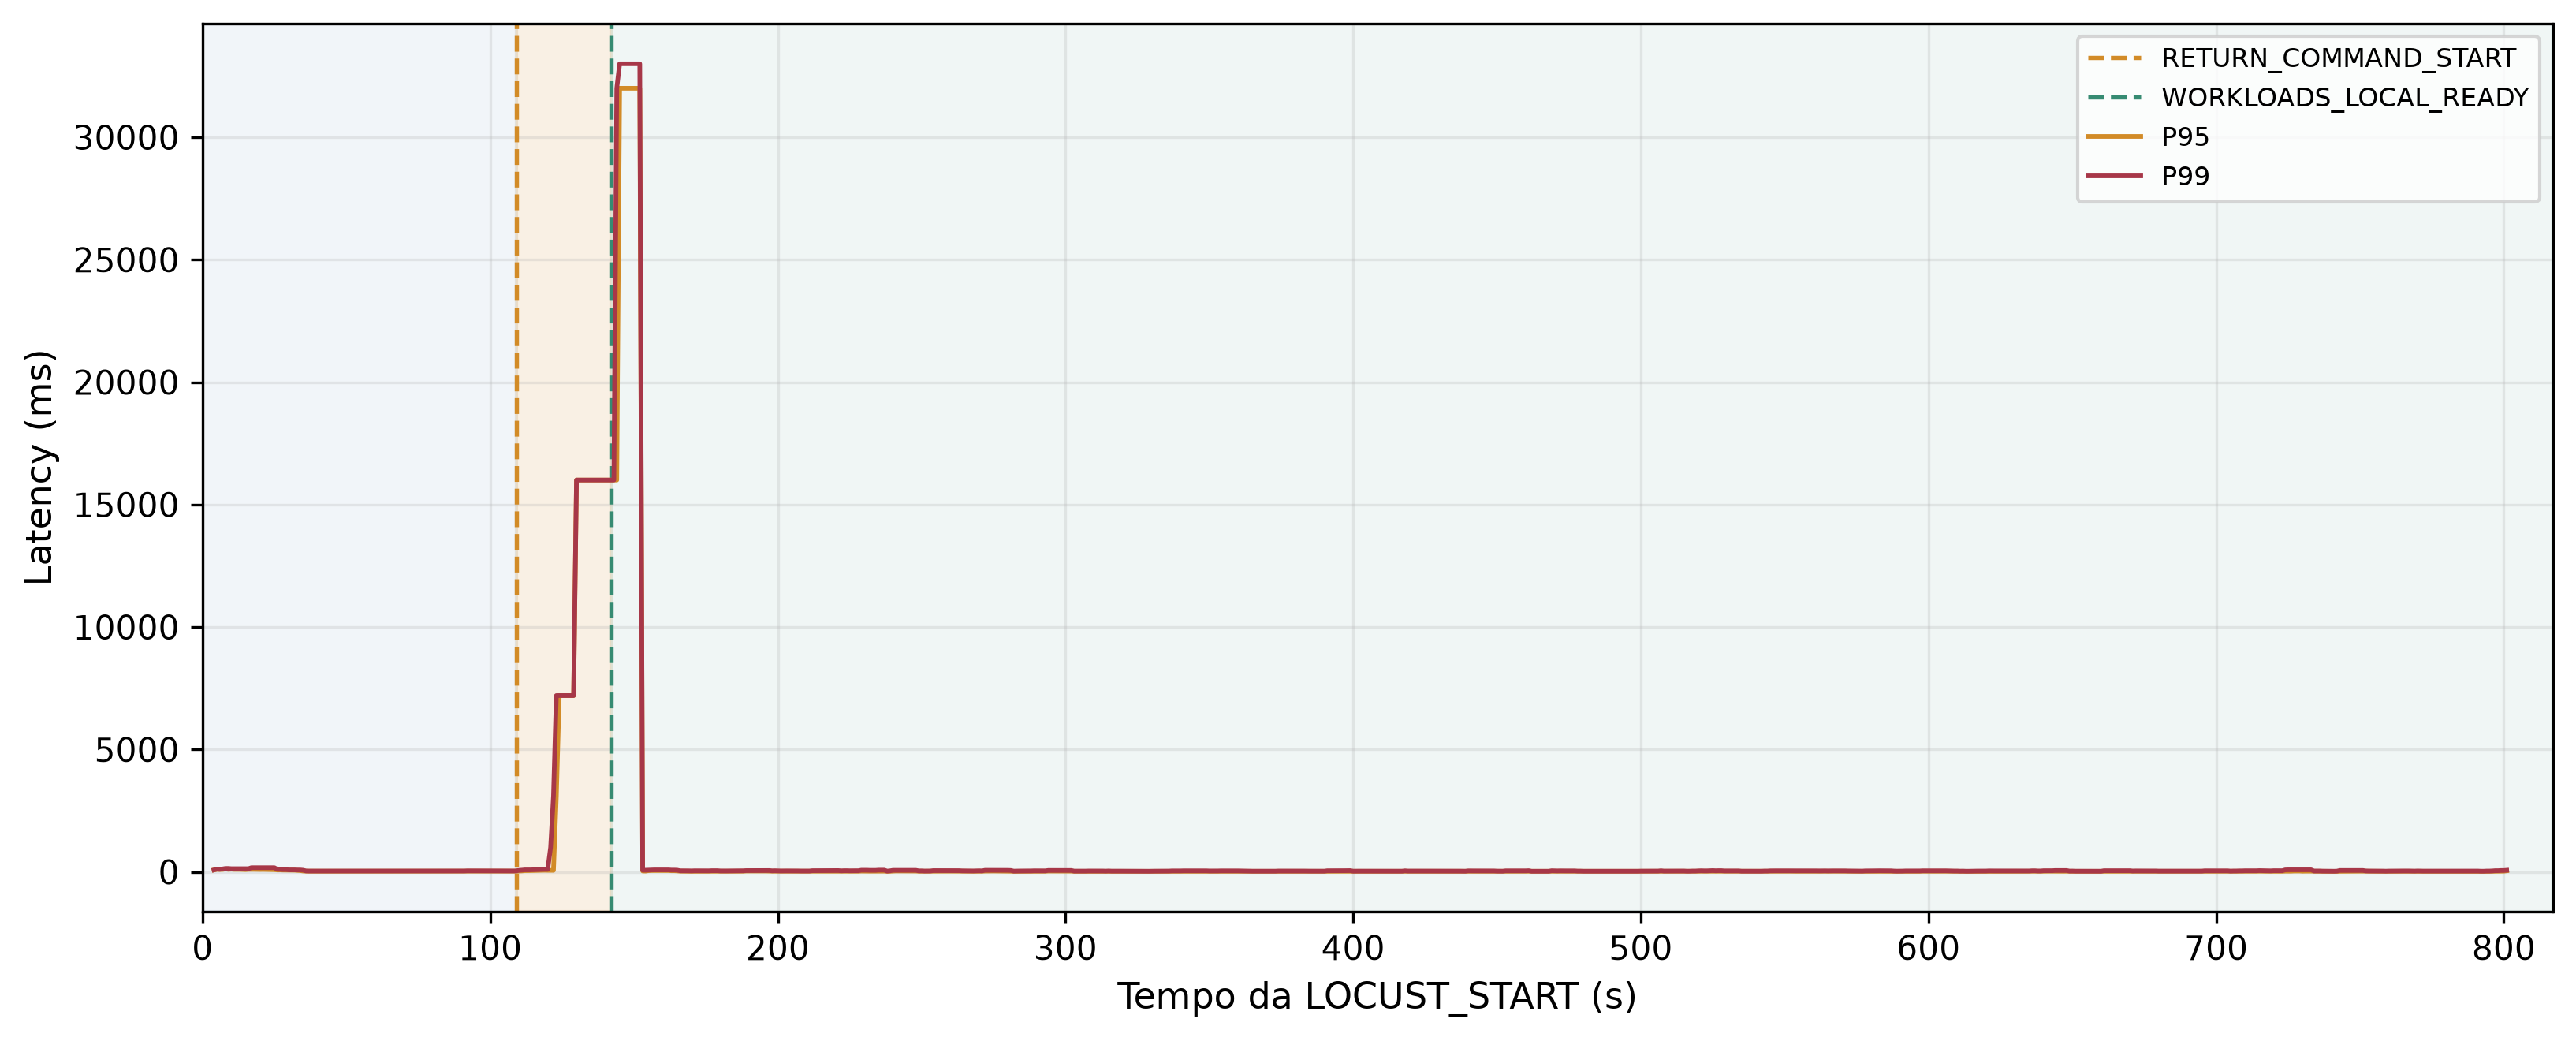 RETURN_COMMAND_START
WORKLOADS_LOCAL_READY
P95
P99
Latency (ms)
30000
25000
20000
15000
10000
5000
0
0 100 200 300 400 500 600 700 800
Tempo da LOCUST_START (s)